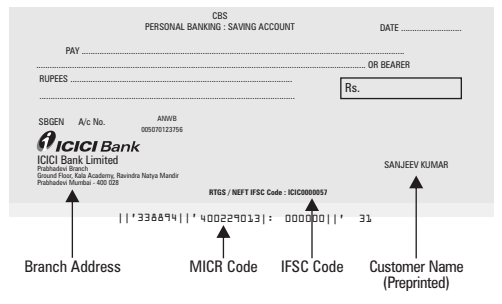 CBS
PERSONAL BANKING : SAVING ACCOUNT DATE ..........................
PAY ....................................................................................................
.................................................................................................... OR BEARER
RUPEES ....................................................................................
.................................................................................... Rs.
SBGEN A/c No. ANWB
005070123756
ICICI Bank
ICICI Bank Limited
Prabhadevi Branch
Ground Floor, Kala Academy, Ravindra Natya Mandir
Prabhadevi Mumbai - 400 028
SANJEEV KUMAR
RTGS / NEFT IFSC Code : ICIC0000057
||'338894||'400229013|: 000000||' 31
Branch Address MICR Code IFSC Code Customer Name
(Preprinted)